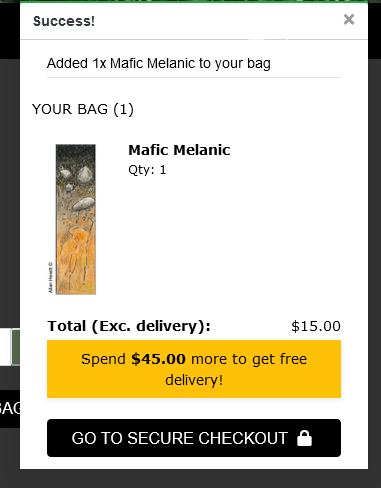 Success!
×
Added 1x Mafic Melanic to your bag
YOUR BAG (1)
Mafic Melanic
Qty: 1
Allan Hewitt ©
Total (Exc. delivery): $15.00
Spend $45.00 more to get free
delivery!
BAG
GO TO SECURE CHECKOUT